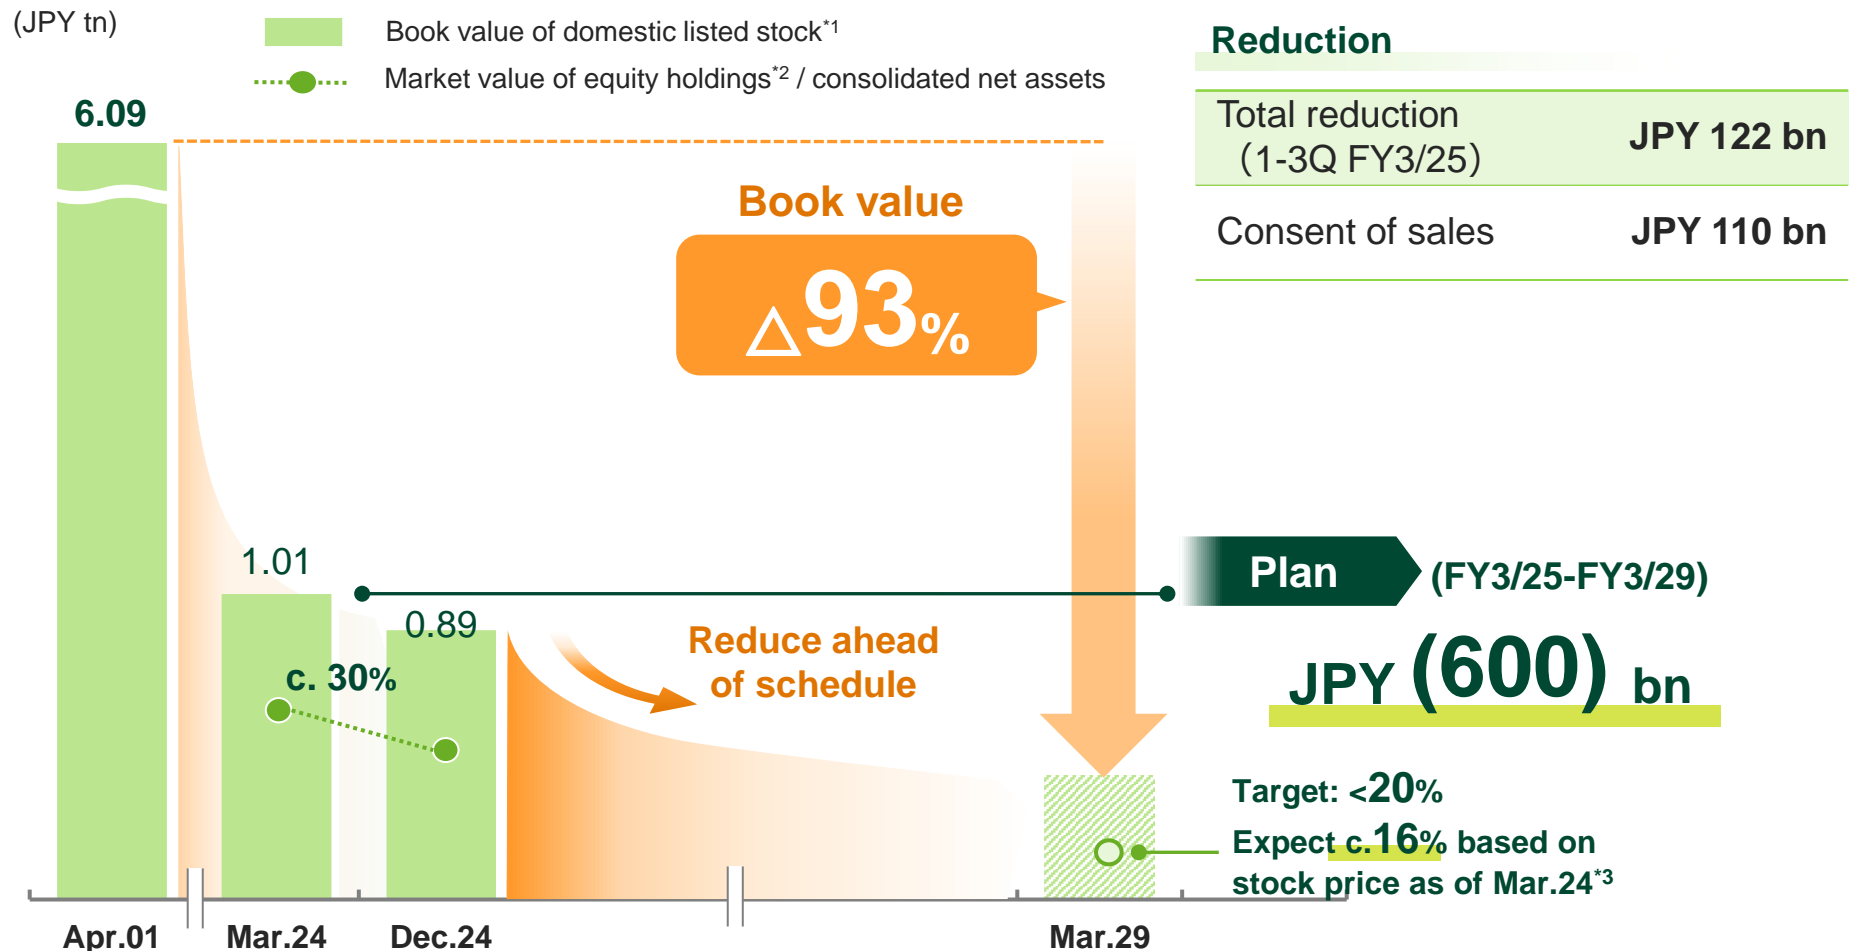 (JPY tn)
Book value of domestic listed stock*1
Market value of equity holdings*2 / consolidated net assets
Reduction
Total reduction
（1-3Q FY3/25）
JPY 122 bn
Consent of sales
JPY 110 bn
6.09
Book value
△93%
1.01
0.89
c. 30%
Reduce ahead
of schedule
Plan
(FY3/25-FY3/29)
JPY (600) bn
Target: <20%
Expect c.16% based on
stock price as of Mar.24*3
Apr.01
Mar.24
Dec.24
Mar.29